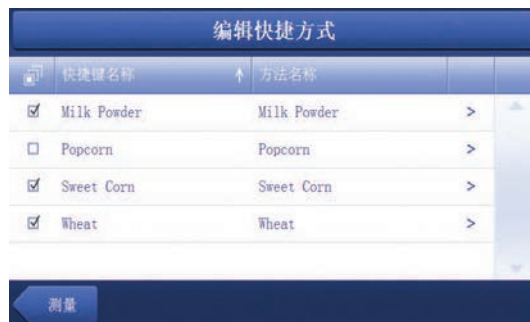 编辑快捷方式
快捷键名称 方法名称
Milk Powder Milk Powder >
Popcorn Popcorn >
Sweet Corn Sweet Corn >
Wheat Wheat >
测量